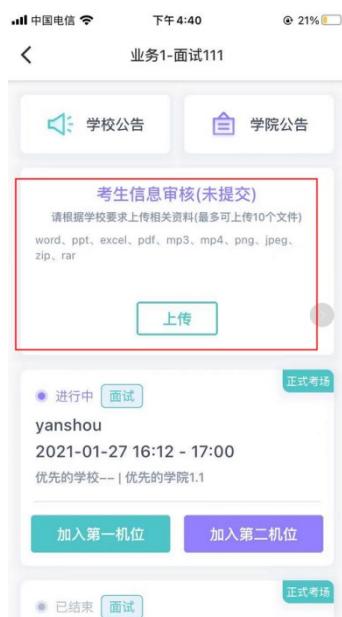 中国电信 下午4:40 21%
业务1-面试111
学校公告 学院公告
考生信息审核(未提交)
请根据学校要求上传相关资料(最多可上传10个文件)
word、ppt、excel、pdf、mp3、mp4、png、jpeg、
zip、rar
上传
正式考场
进行中 面试
yanshou
2021-01-27 16:12 - 17:00
优先的学校-- | 优先的学院1.1
加入第一机位 加入第二机位
正式考场
已结束 面试